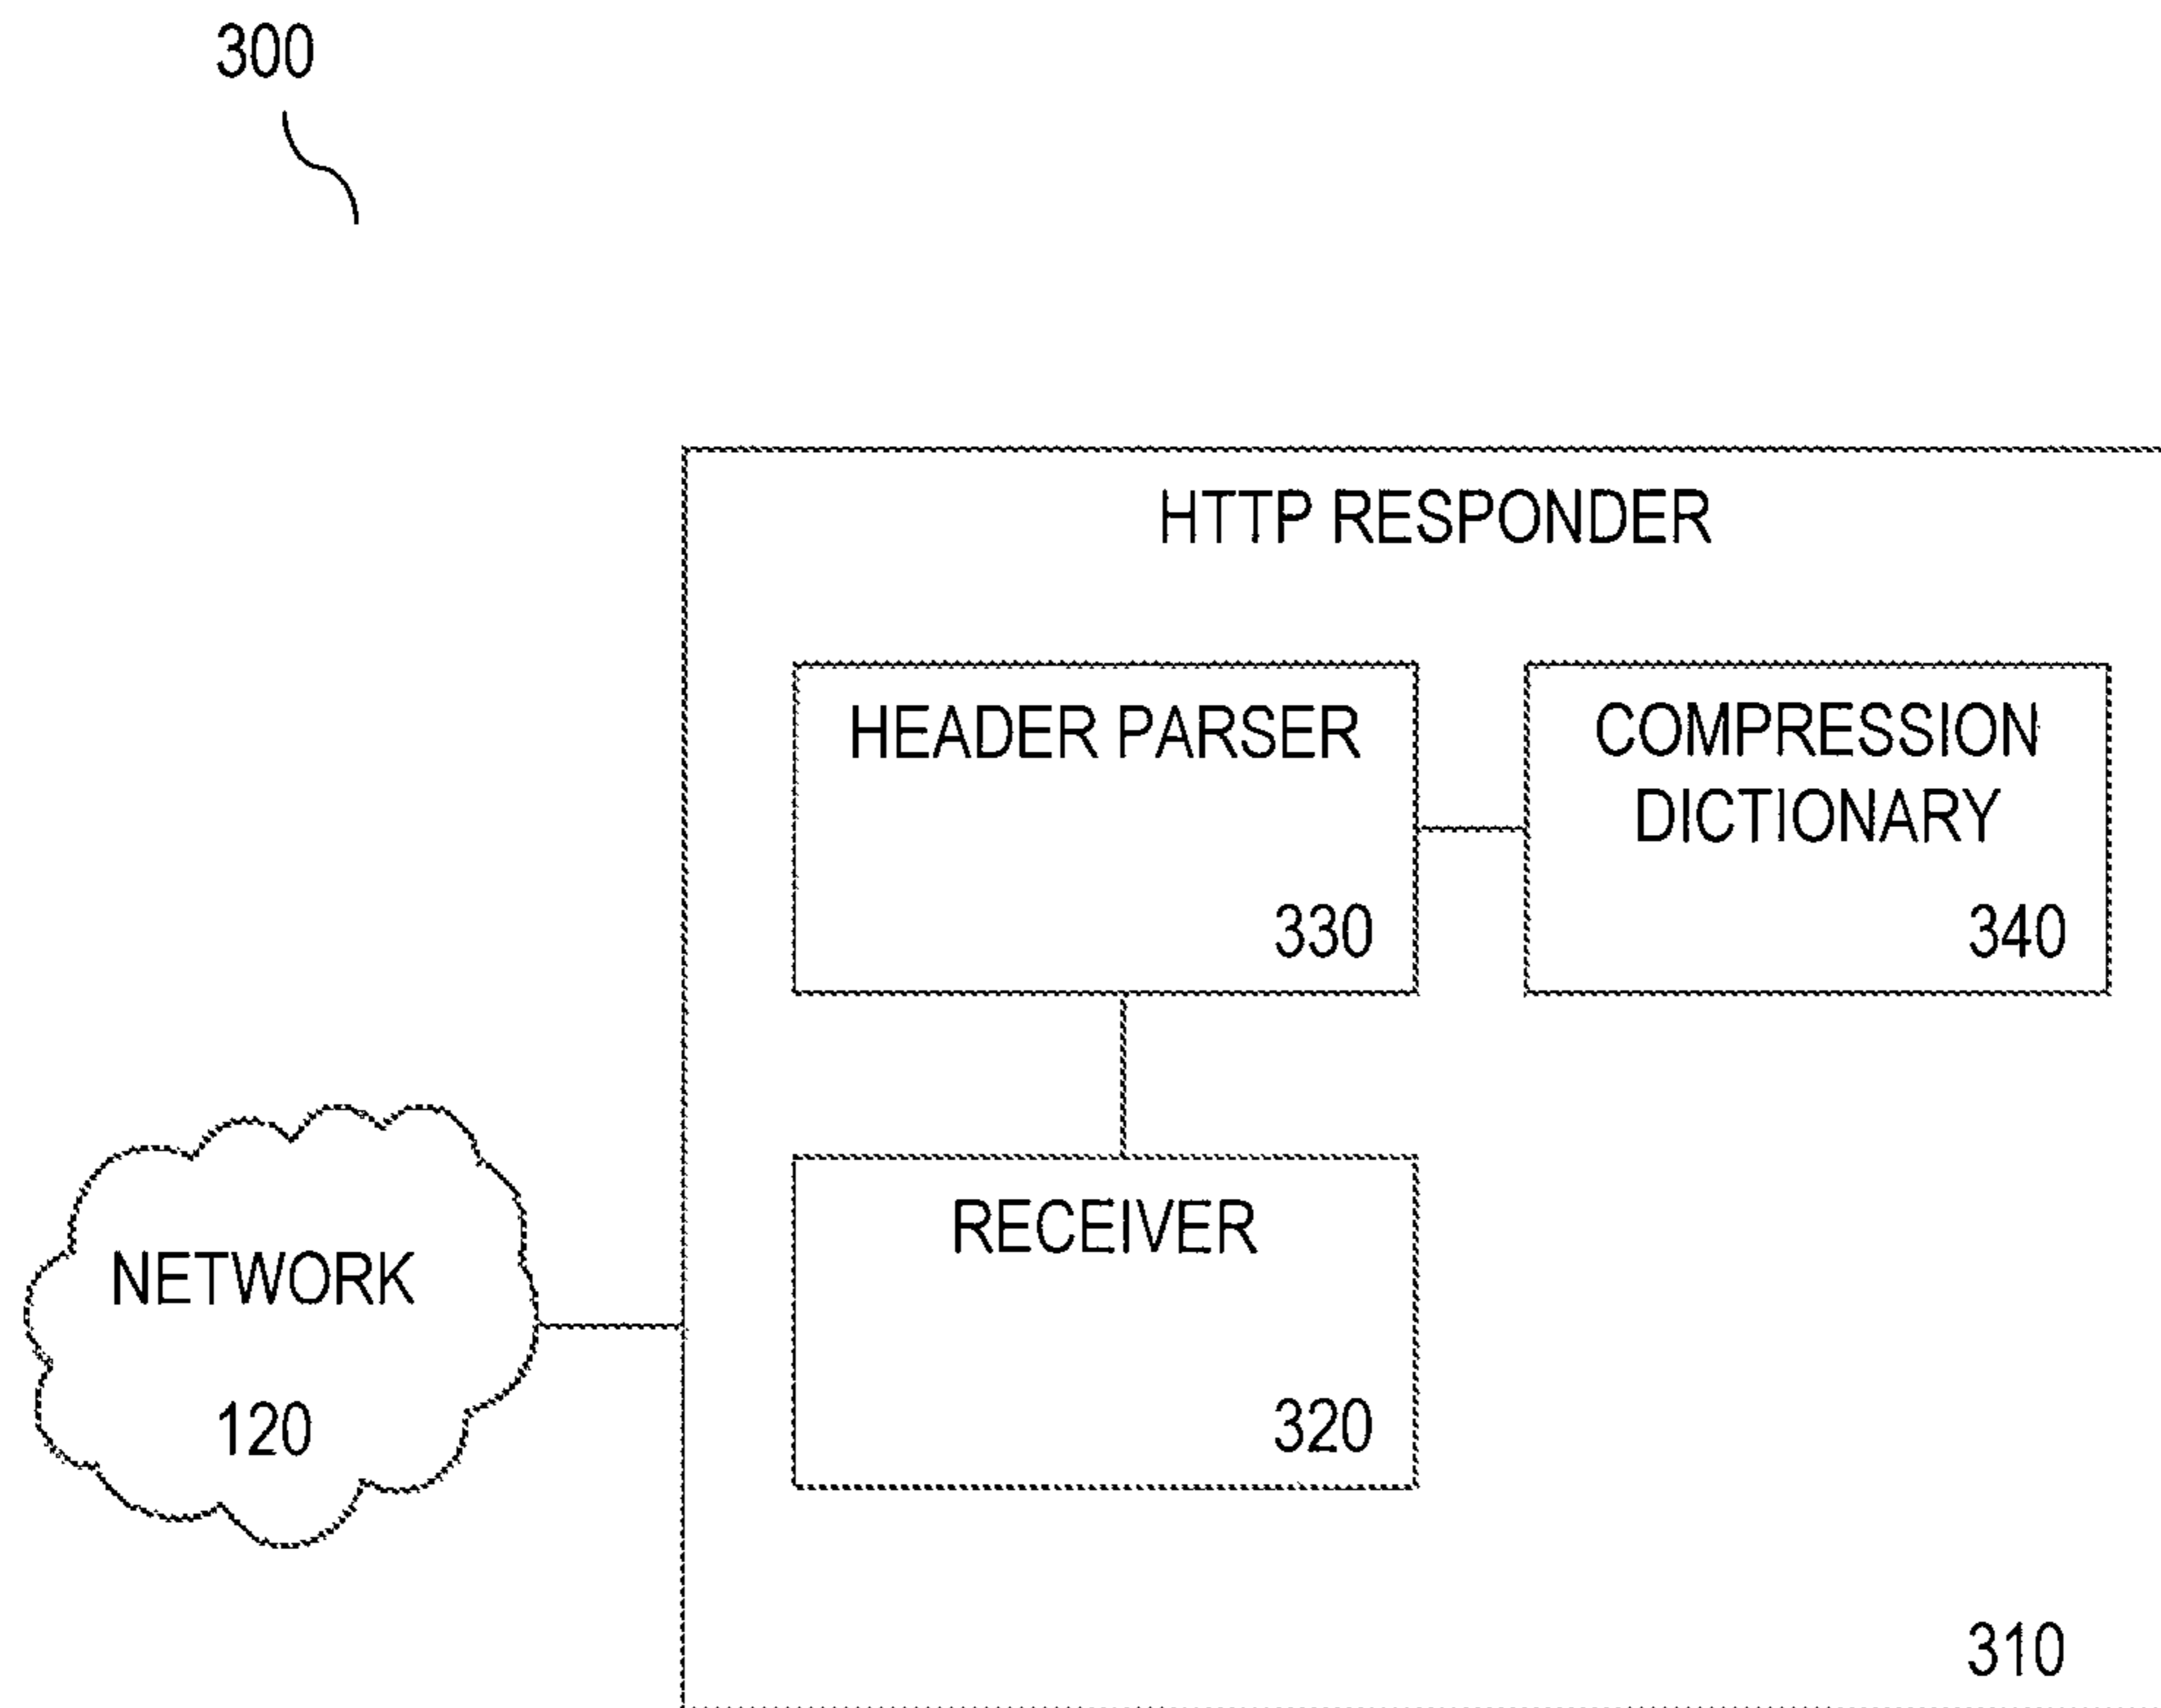 300
HTTP RESPONDER
HEADER PARSER
330
COMPRESSION
DICTIONARY
340
RECEIVER
320
NETWORK
120
310